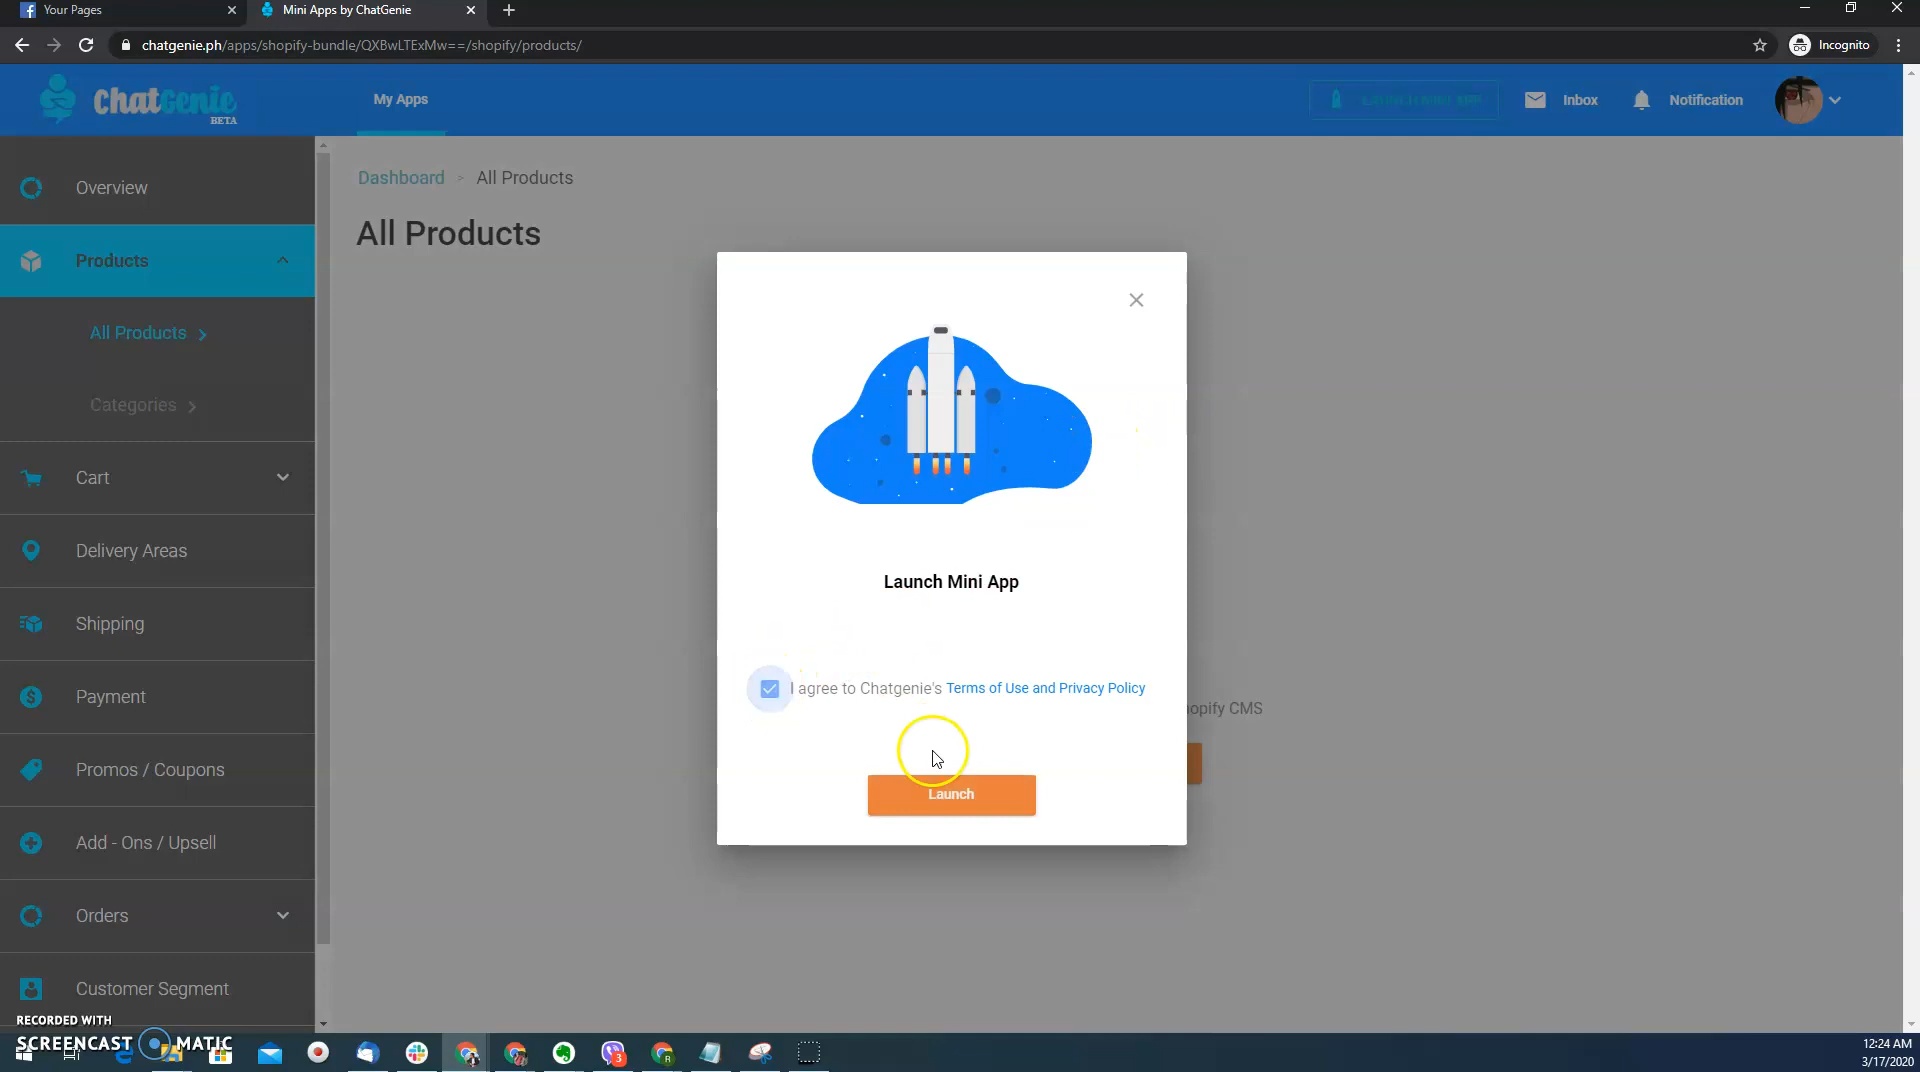 Your Pages
Mini Apps by ChatGenie
chatgenie.ph/apps/shopify-bundle/QXBwLTExMw==/shopify/products/
Incognito
ChatGenie
BETA
My Apps
Inbox
Notification
Overview
Products
All Products
Categories
Cart
Delivery Areas
Shipping
Payment
Promos / Coupons
Add - Ons / Upsell
Orders
Customer Segment
Dashboard > All Products
All Products
Launch Mini App
I agree to Chatgenie's Terms of Use and Privacy Policy
opify CMS
Launch
RECORDED WITH
SCREENCAST MATIC
3
R
12:24 AM
3/17/2020